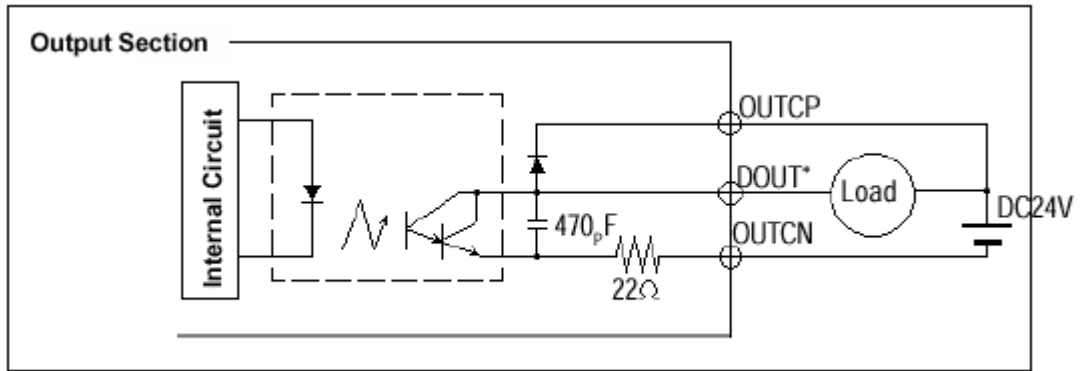 Output Section
Internal Circuit
OUTCP
DOUT*
Load
DC24V
OUTCN
470pF
22Ω